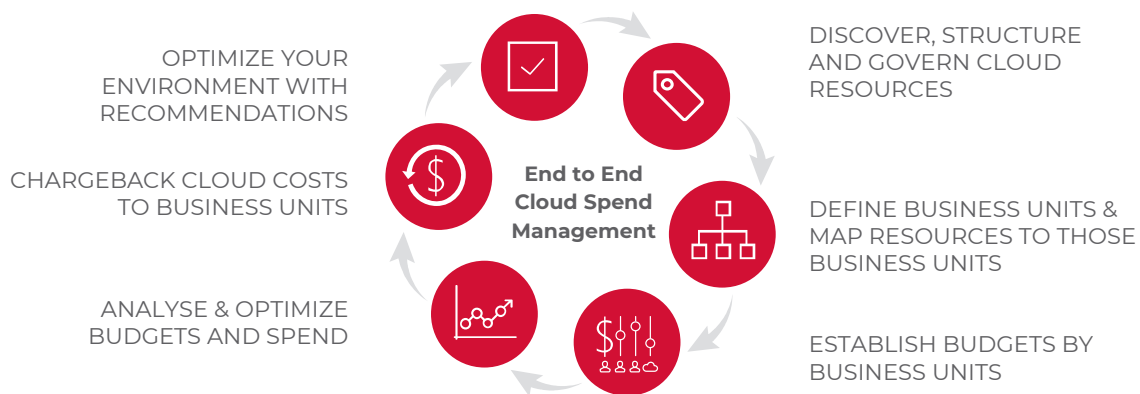 OPTIMIZE YOUR
ENVIRONMENT WITH
RECOMMENDATIONS
CHARGEBACK CLOUD COSTS
TO BUSINESS UNITS
ANALYSE & OPTIMIZE
BUDGETS AND SPEND
End to End
Cloud Spend
Management
DISCOVER, STRUCTURE
AND GOVERN CLOUD
RESOURCES
DEFINE BUSINESS UNITS &
MAP RESOURCES TO THOSE
BUSINESS UNITS
ESTABLISH BUDGETS BY
BUSINESS UNITS